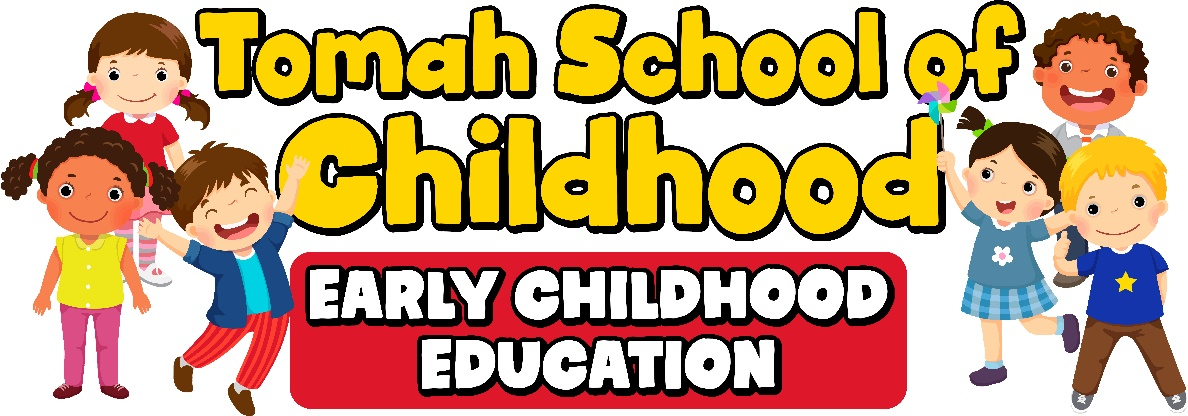 Tomah School of
Childhood
EARLY CHILDHOOD
EDUCATION